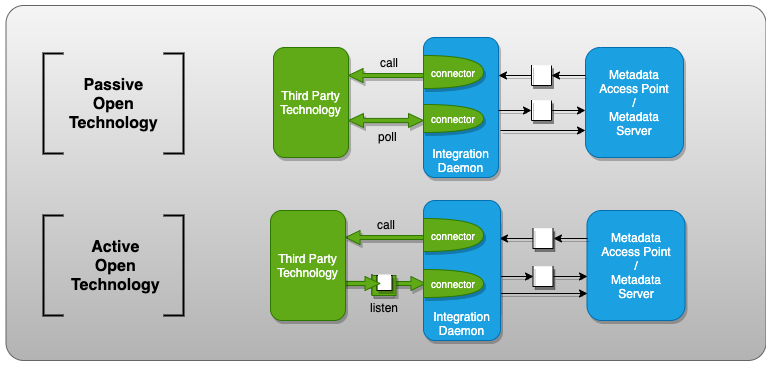 Passive
Open
Technology
Third Party
Technology
call
connector
poll
connector
Integration
Daemon
Metadata
Access Point
/
Metadata
Server
Active
Open
Technology
Third Party
Technology
call
connector
listen
connector
Integration
Daemon
Metadata
Access Point
/
Metadata
Server